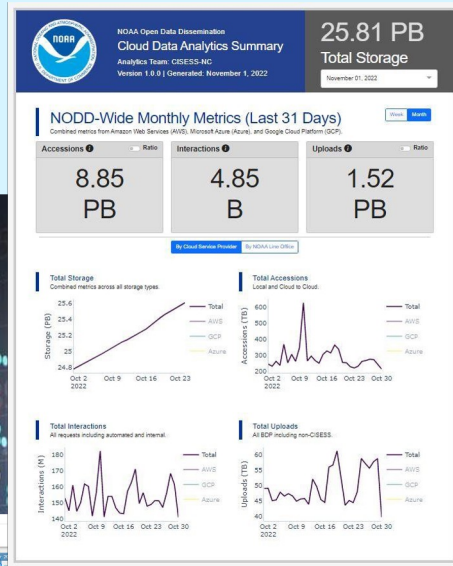 NOAA
NOAA Open Data Dissemination
Cloud Data Analytics Summary
Analytics Team: CISESS-NC
Version 1.0.0 | Generated: November 1, 2022
25.81 PB
Total Storage
November 01, 2022
NODD-Wide Monthly Metrics (Last 31 Days)
Combined metrics from Amazon Web Services (AWS), Microsoft Azure (Azure), and Google Cloud Platform (GCP).
Week Month
Accessions Ratio
8.85
PB
Interactions
4.85
B
Uploads Ratio
1.52
PB
By Cloud Service Provider By NOAA Line Office
Total Storage
Combined metrics across all storage types.
Storage (PB)
25.6
25.4
25.2
25
24.8
Oct 2
2022
Oct 9
Oct 16
Oct 23
Total
AWS
GCP
Azure
Total Accessions
Local and Cloud to Cloud.
Accessions (TB)
600
500
400
300
200
Oct 2
2022
Oct 9
Oct 16
Oct 23
Oct 30
Total
AWS
GCP
Azure
Total Interactions
All requests including automated and internal.
Interactions (M)
180
170
160
150
140
Oct 2
2022
Oct 9
Oct 16
Oct 23
Oct 30
Total
AWS
GCP
Azure
Total Uploads
All BDP including non-CISESS.
Uploads (TB)
60
55
50
45
40
Oct 2
2022
Oct 9
Oct 16
Oct 23
Oct 30
Total
AWS
GCP
Azure